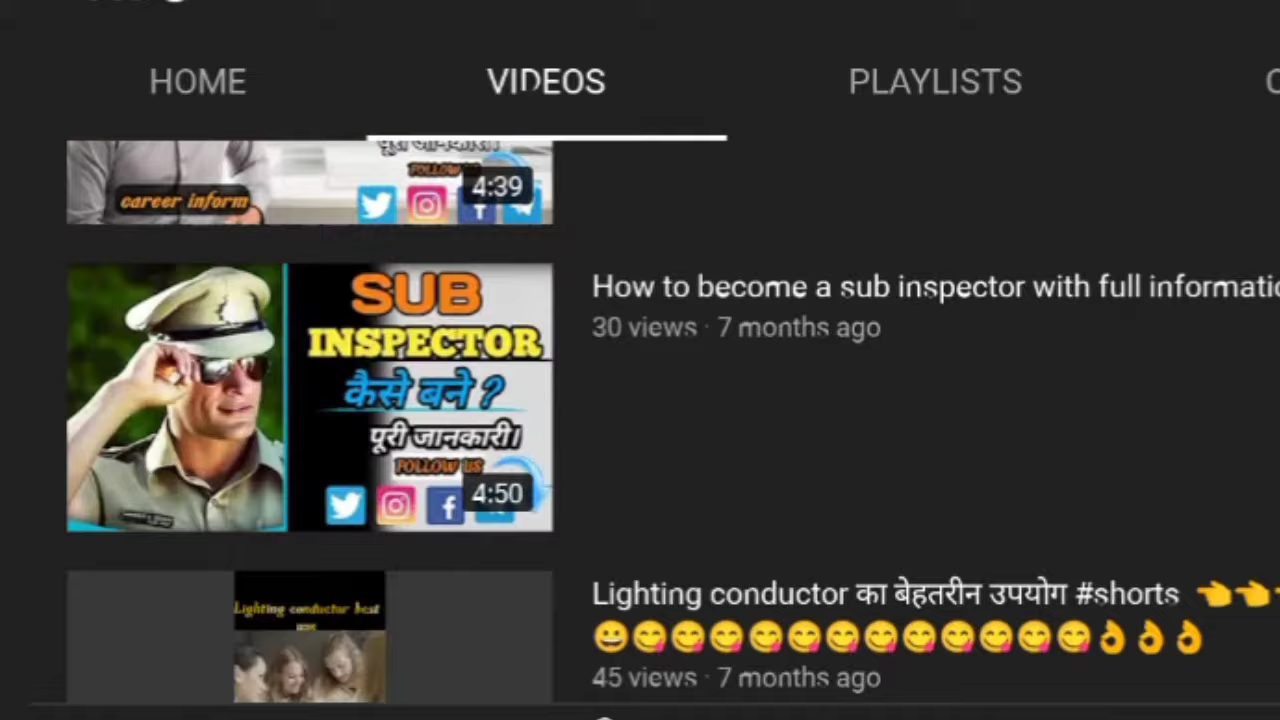 HOME
VIDEOS
PLAYLISTS
पूरी जानकारी।
FOLLOW
career inform
4:39
SUB
INSPECTOR
कैसे बने ?
पूरी जानकारी।
FOLLOW US
4:50
How to become a sub inspector with full informatio
30 views · 7 months ago
Lighting conductor best
Lighting conductor का बेहतरीन उपयोग #shorts 👈👈
😀😋😋😋😋😋😋😋😋😋😋😋😋👌👌👌
45 views · 7 months ago